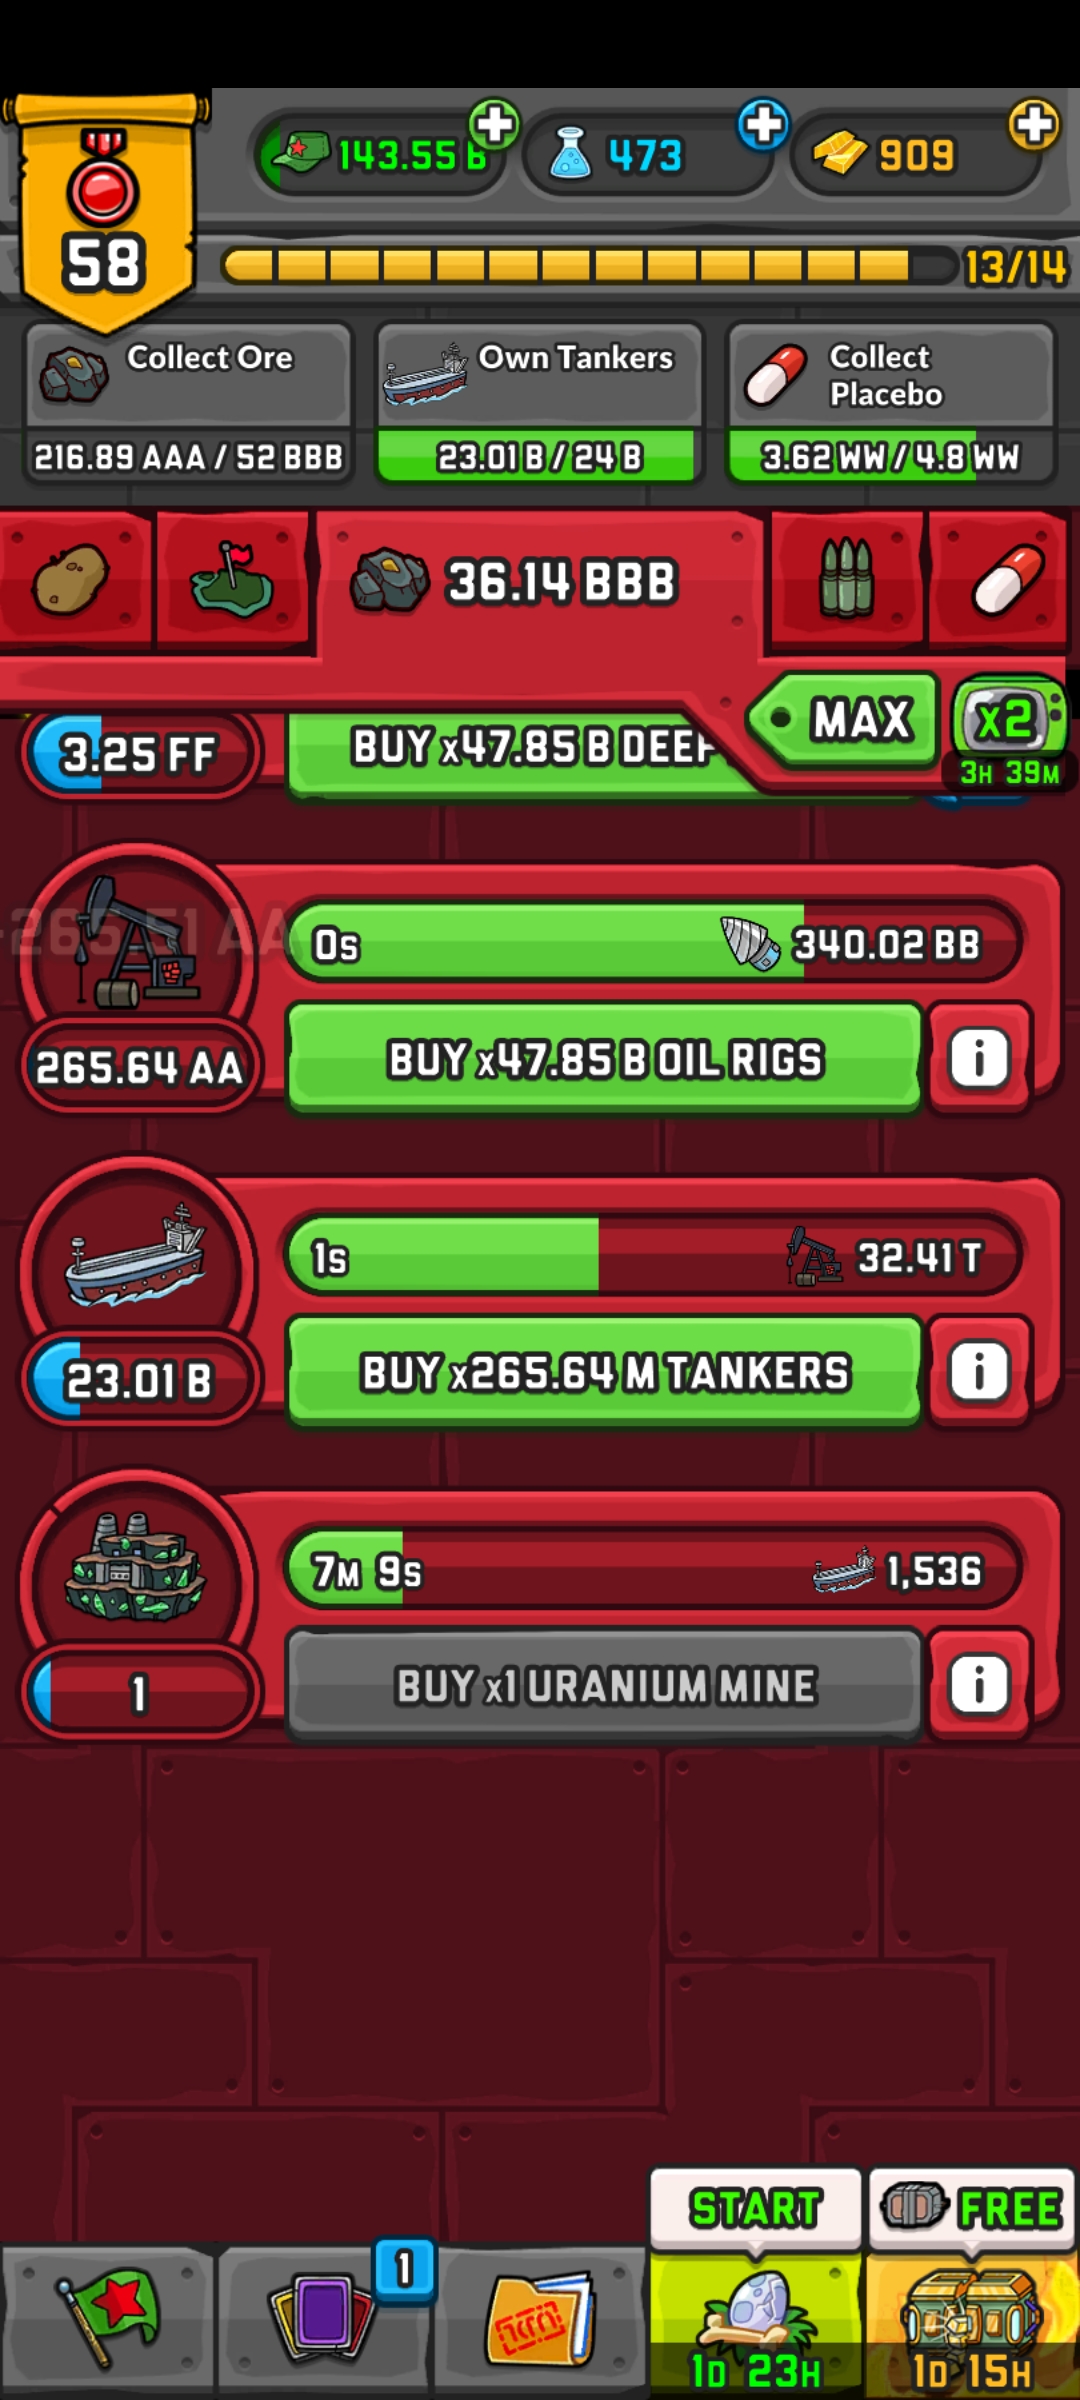 143.55 B
473
909
58
13/14
Collect Ore
Own Tankers
Collect
Placebo
216.89 AAA / 52 BBB
23.01 B / 24 B
3.62 WW / 4.8 WW
36.14 BBB
MAX
x2
3H 39M
3.25 FF
BUY x47.85 B DEEP
265.51 AA
0s
340.02 BB
265.64 AA
BUY x47.85 B OIL RIGS
i
1s
32.41 T
23.01 B
BUY x265.64 M TANKERS
i
7M 9s
1,536
1
BUY x1 URANIUM MINE
i
START
FREE
1
1D 23H
1D 15H